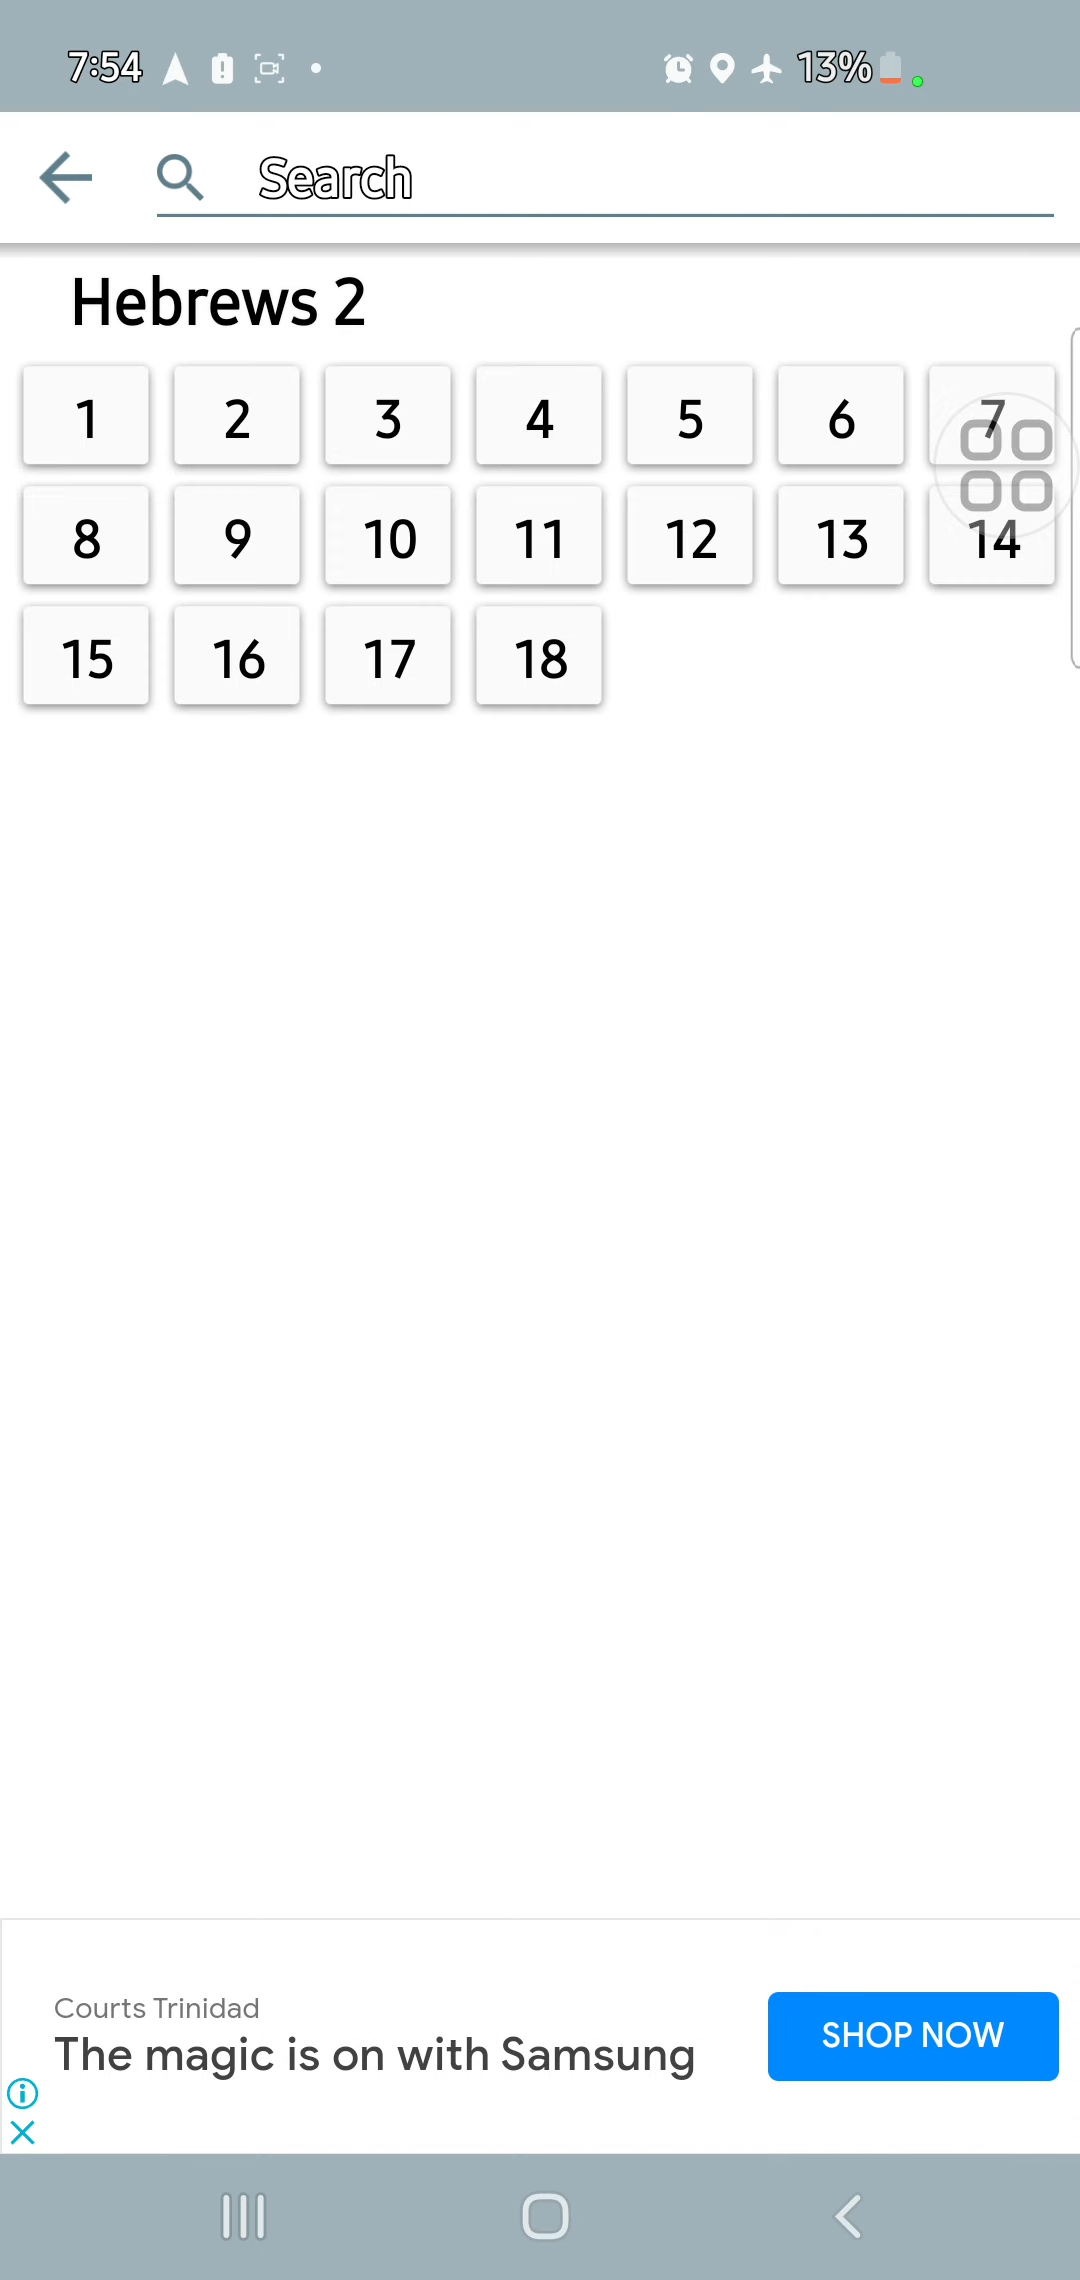 7:54 13%
Search
Hebrews 2
1 2 3 4 5 6 7
8 9 10 11 12 13 14
15 16 17 18
Courts Trinidad
The magic is on with Samsung
SHOP NOW